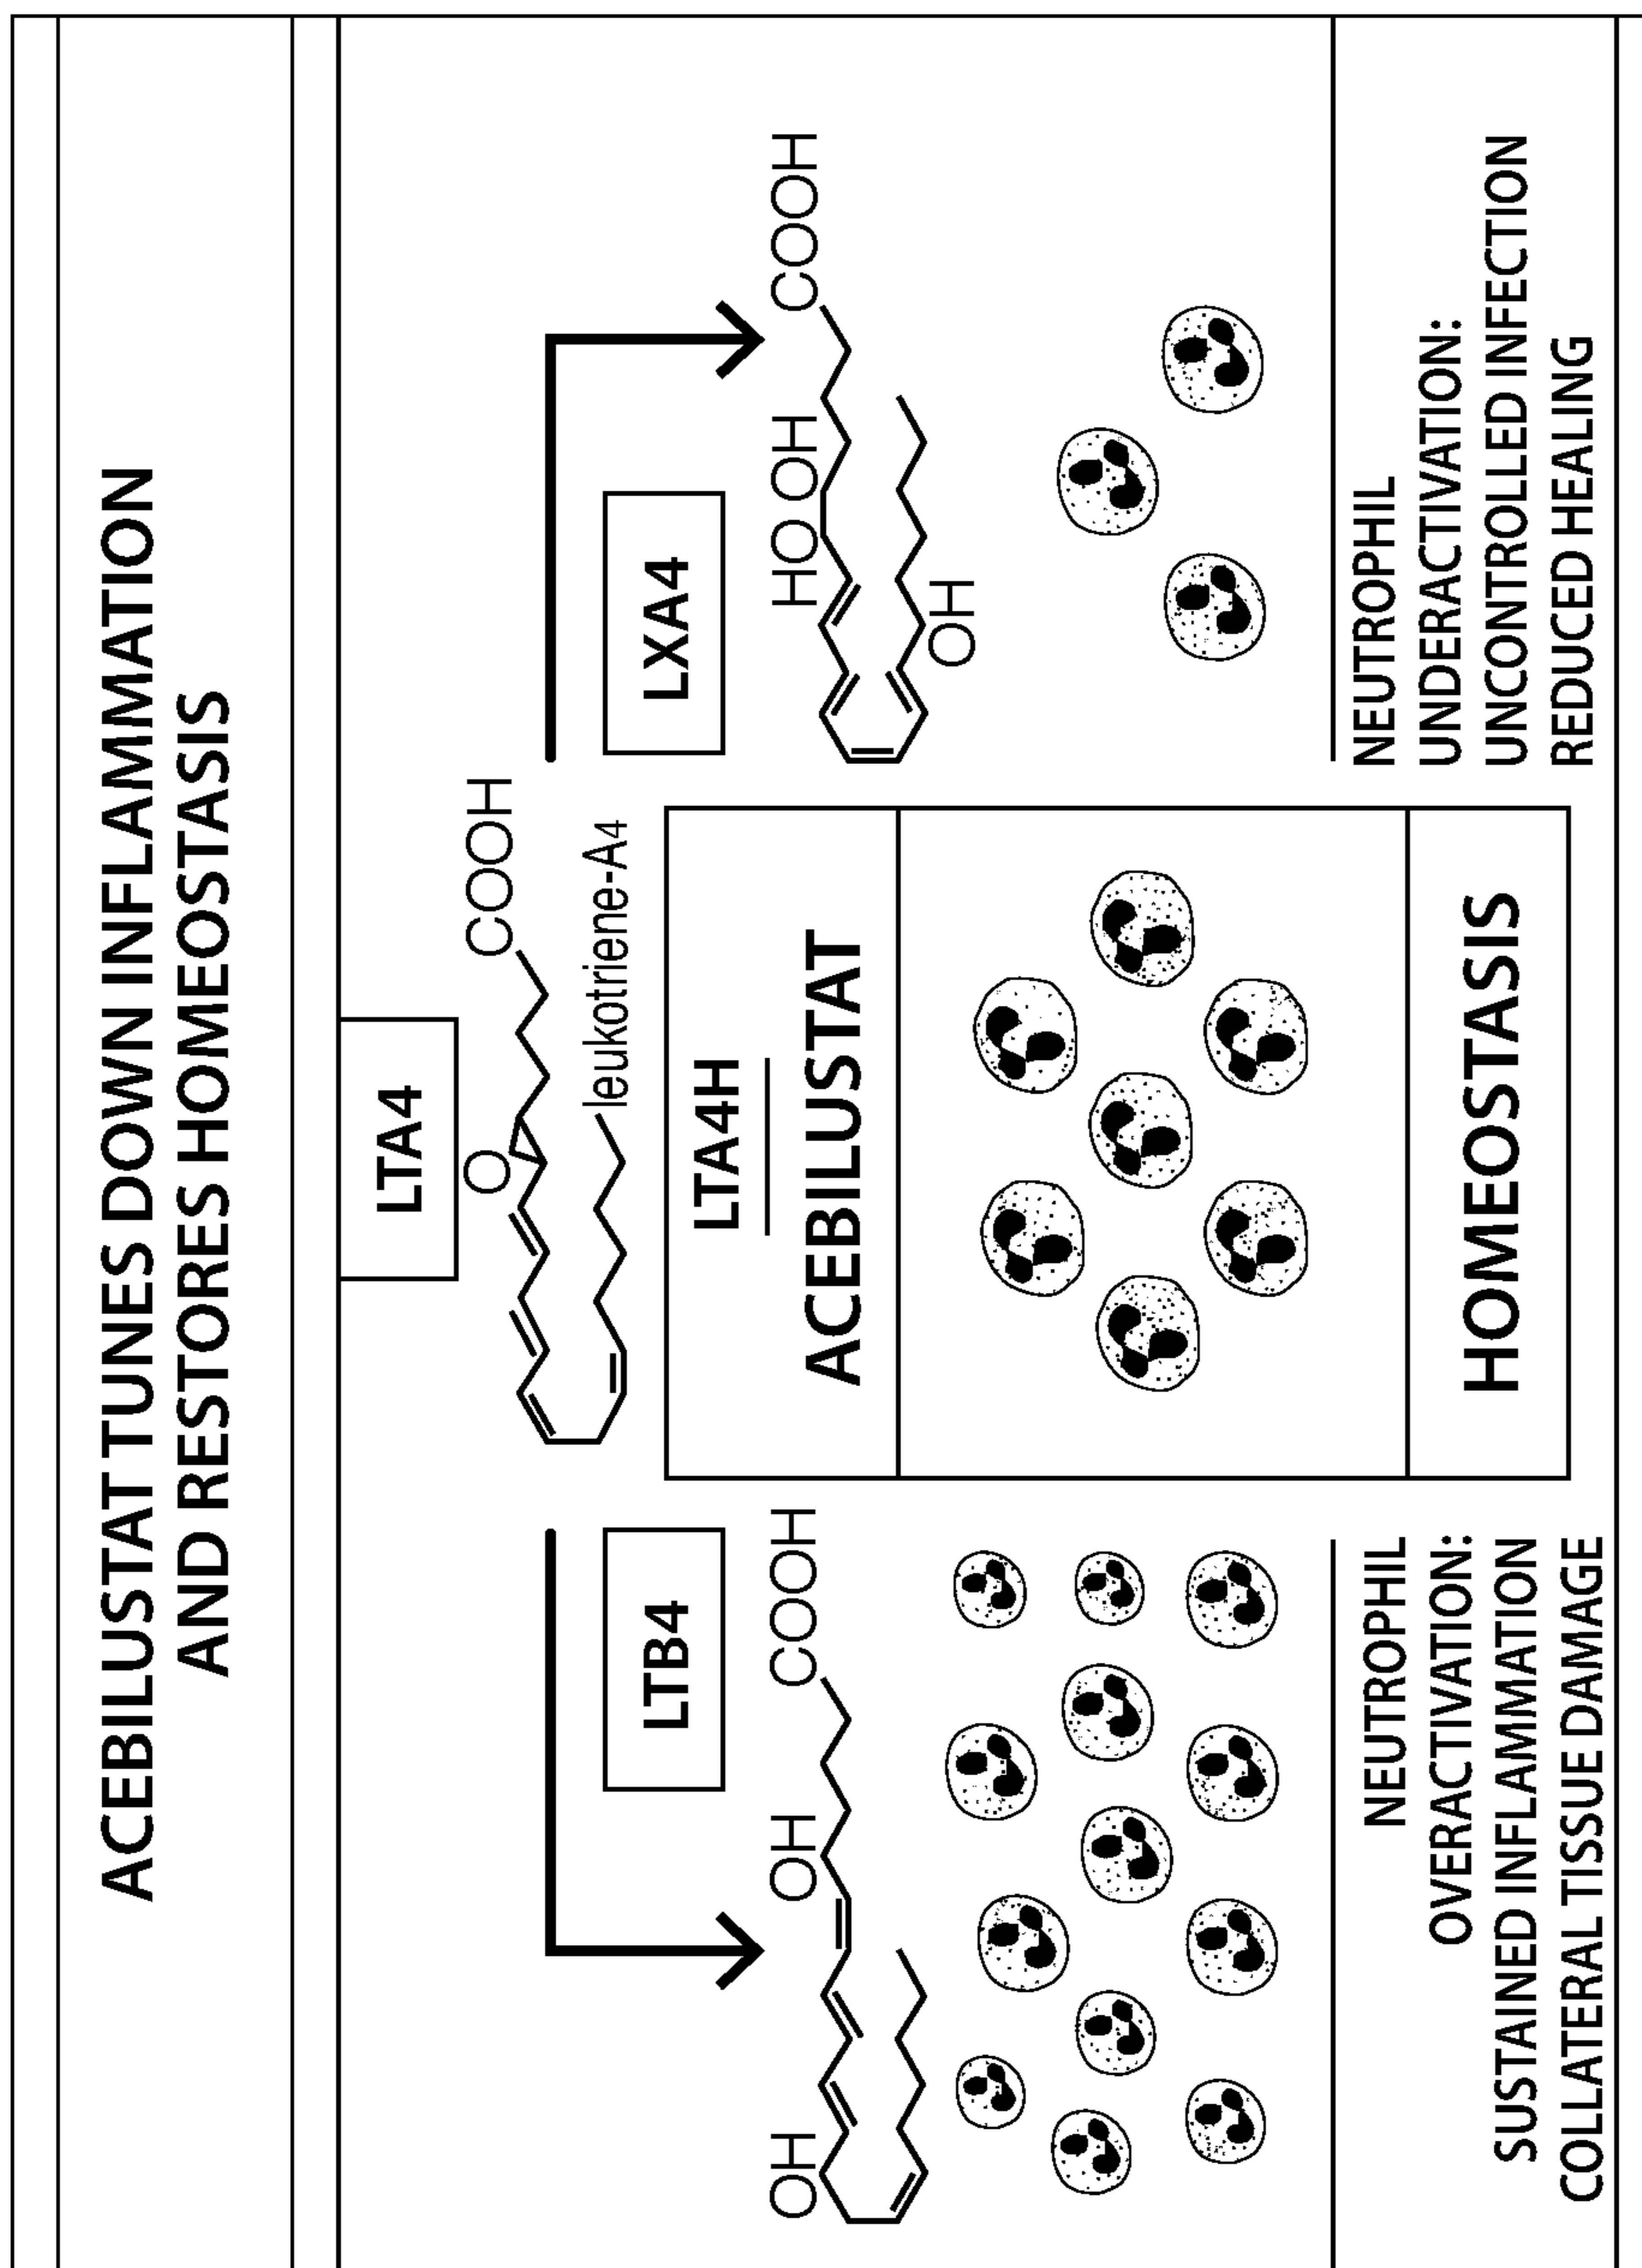 ACEBILUSTAT TUNES DOWN INFLAMMATION
AND RESTORES HOMEOSTASIS
LTA4
O
COOH
leukotriene-A4
LTB4
OH
OH
COOH
NEUTROPHIL
OVERACTIVATION:
SUSTAINED INFLAMMATION
COLLATERAL TISSUE DAMAGE
LTA4H
ACEBILUSTAT
HOMEOSTASIS
LXA4
HO OH
COOH
OH
NEUTROPHIL
UNDERACTIVATION:
UNCONTROLLED INFECTION
REDUCED HEALING